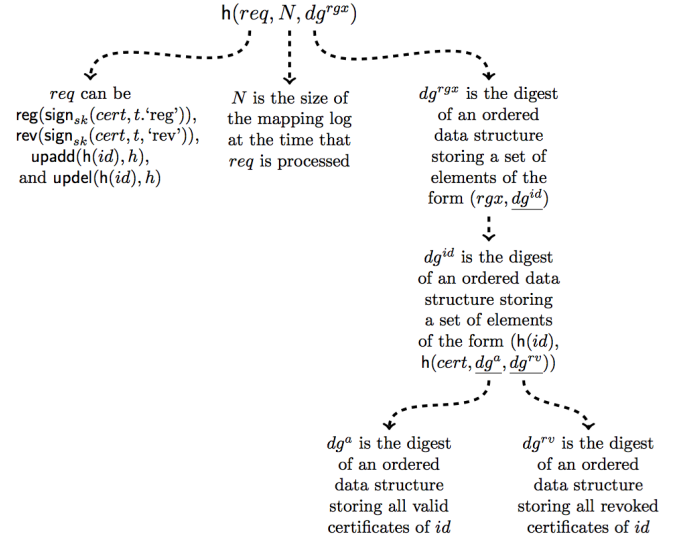 h(req, N, dg^{rgx})
req can be
reg(sign_{sk}(cert, t.‘reg’)),
rev(sign_{sk}(cert, t, ‘rev’)),
upadd(h(id), h),
and updel(h(id), h)
N is the size of
the mapping log
at the time that
req is processed
dg^{rgx} is the digest
of an ordered
data structure
storing a set of
elements of the
form (rgx, dg^{id})
dg^{id} is the digest
of an ordered data
structure storing
a set of elements
of the form (h(id),
h(cert, dg^{a}, dg^{rv}))
dg^{a} is the digest
of an ordered
data structure
storing all valid
certificates of id
dg^{rv} is the digest
of an ordered
data structure
storing all revoked
certificates of id